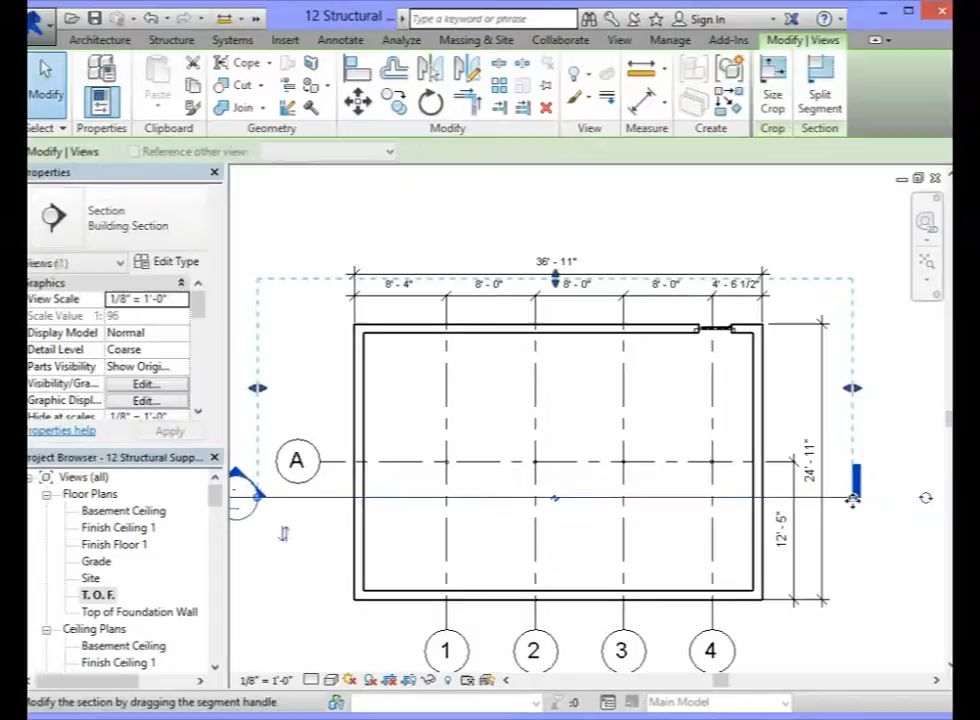 12 Structural ...
Type a keyword or phrase
Sign In
Architecture Structure Systems Insert Annotate Analyze Massing & Site Collaborate View Manage Add-Ins Modify | Views
Modify
Properties
Paste
Cope
Cut
Join
Size Crop
Split Segment
Select Properties Clipboard Geometry Modify View Measure Create Crop Section
Modify | Views
Reference other view:
roperties
Section
Building Section
iews (1)
Edit Type
Graphics
View Scale 1/8" = 1'-0"
Scale Value 1: 96
Display Model Normal
Detail Level Coarse
Parts Visibility Show Origi...
Visibility/Gra... Edit...
Graphic Displ... Edit...
Hide at scales 1/8" = 1'-0"
roperties help
Apply
roject Browser - 12 Structural Supp...
Views (all)
Floor Plans
Basement Ceiling
Finish Ceiling 1
Finish Floor 1
Grade
Site
T. O. F.
Top of Foundation Wall
Ceiling Plans
Basement Ceiling
Finish Ceiling 1
36' - 11"
8' - 4"
8' - 0"
8' - 0"
8' - 0"
4' - 6 1/2"
A
24' - 11"
12' - 5"
1
2
3
4
1/8" = 1'-0"
:0
Main Model
Modify the section by dragging the segment handle